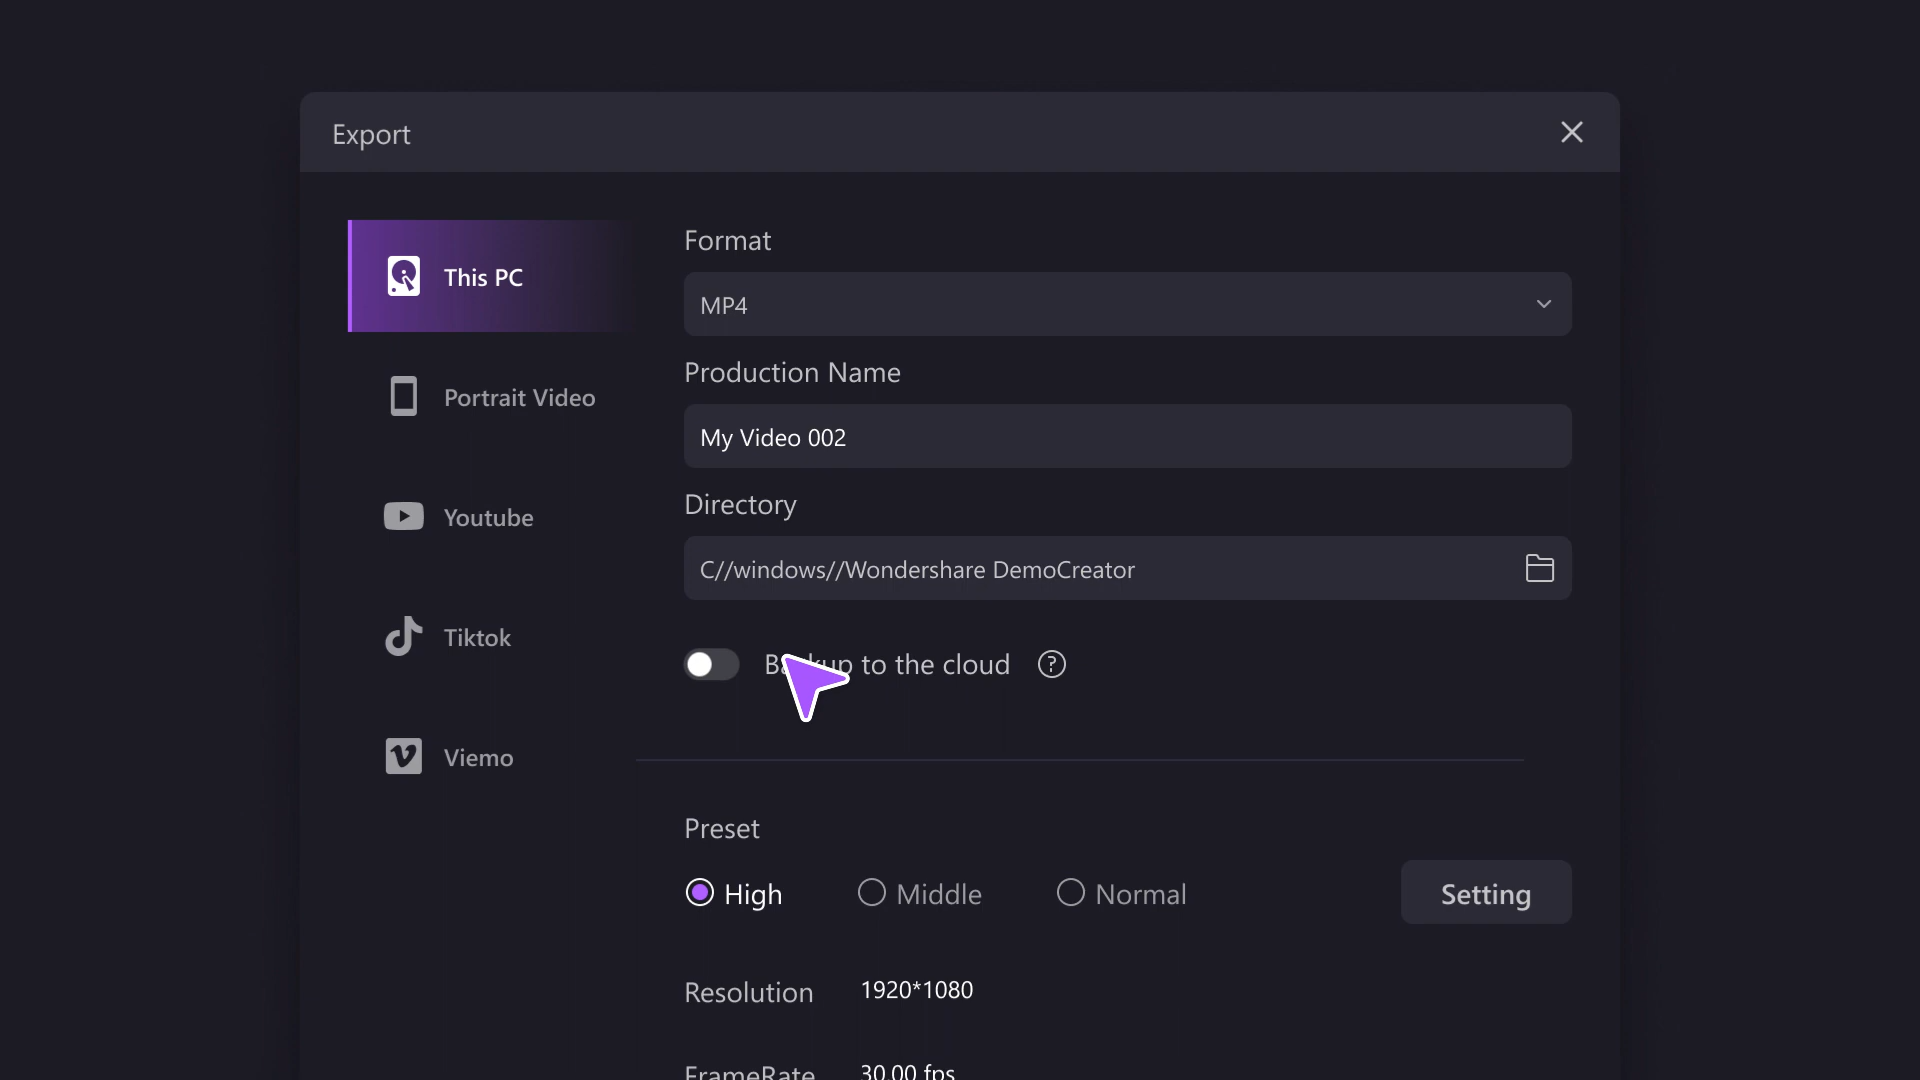 Export
This PC
Portrait Video
Youtube
Tiktok
Viemo
Format
MP4
Production Name
My Video 002
Directory
C//windows//Wondershare DemoCreator
to the cloud
Preset
High
Middle
Normal
Setting
Resolution
1920*1080
FrameRate
30.00 fps